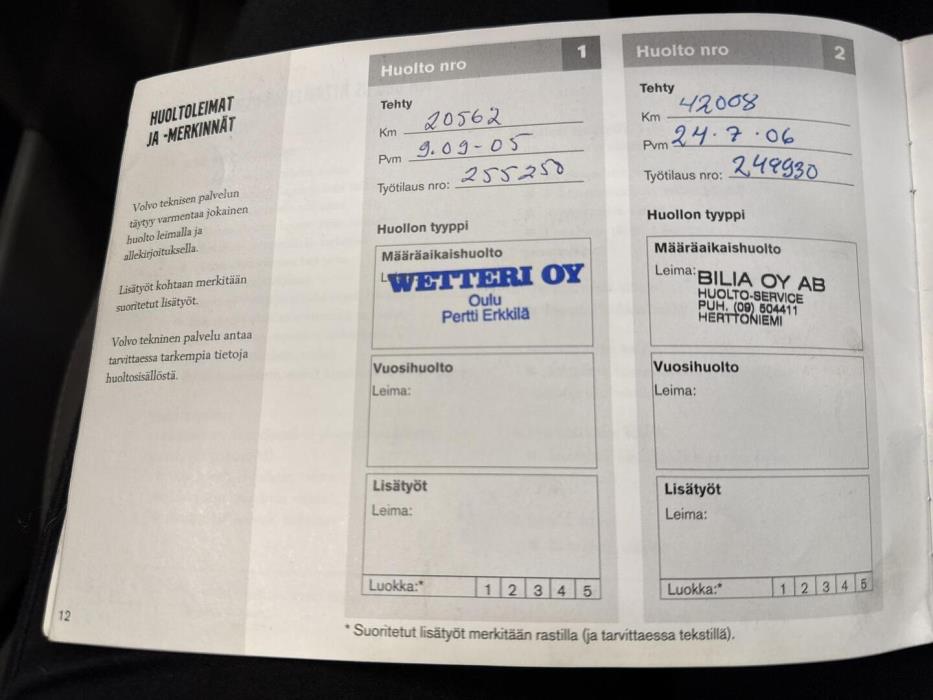 HUOLTOLEIMAT
JA -MERKINNÄT
Volvo teknisen palvelun
täytyy varmentaa jokainen
huolto leimalla ja
allekirjoituksella.
Lisätyöt kohtaan merkitään
suoritetut lisätyöt.
Volvo tekninen palvelu antaa
tarvittaessa tarkempia tietoja
huoltosisällöstä.
12
Huolto nro 1
Tehty
Km 20562
Pvm 9.09-05
Työtilaus nro: 255250
Huollon tyyppi
Määräaikaishuolto
Leima:
WETTERI OY
Oulu
Pertti Erkkilä
Vuosihuolto
Leima:
Lisätyöt
Leima:
Luokka:* 1 2 3 4 5
Huolto nro 2
Tehty
Km 42008
Pvm 24.7.06
Työtilaus nro: 249930
Huollon tyyppi
Määräaikaishuolto
Leima: BILIA OY AB
HUOLTO-SERVICE
PUH. (09) 504411
HERTTONIEMI
Vuosihuolto
Leima:
Lisätyöt
Leima:
Luokka:* 1 2 3 4 5
* Suoritetut lisätyöt merkitään rastilla (ja tarvittaessa tekstillä).